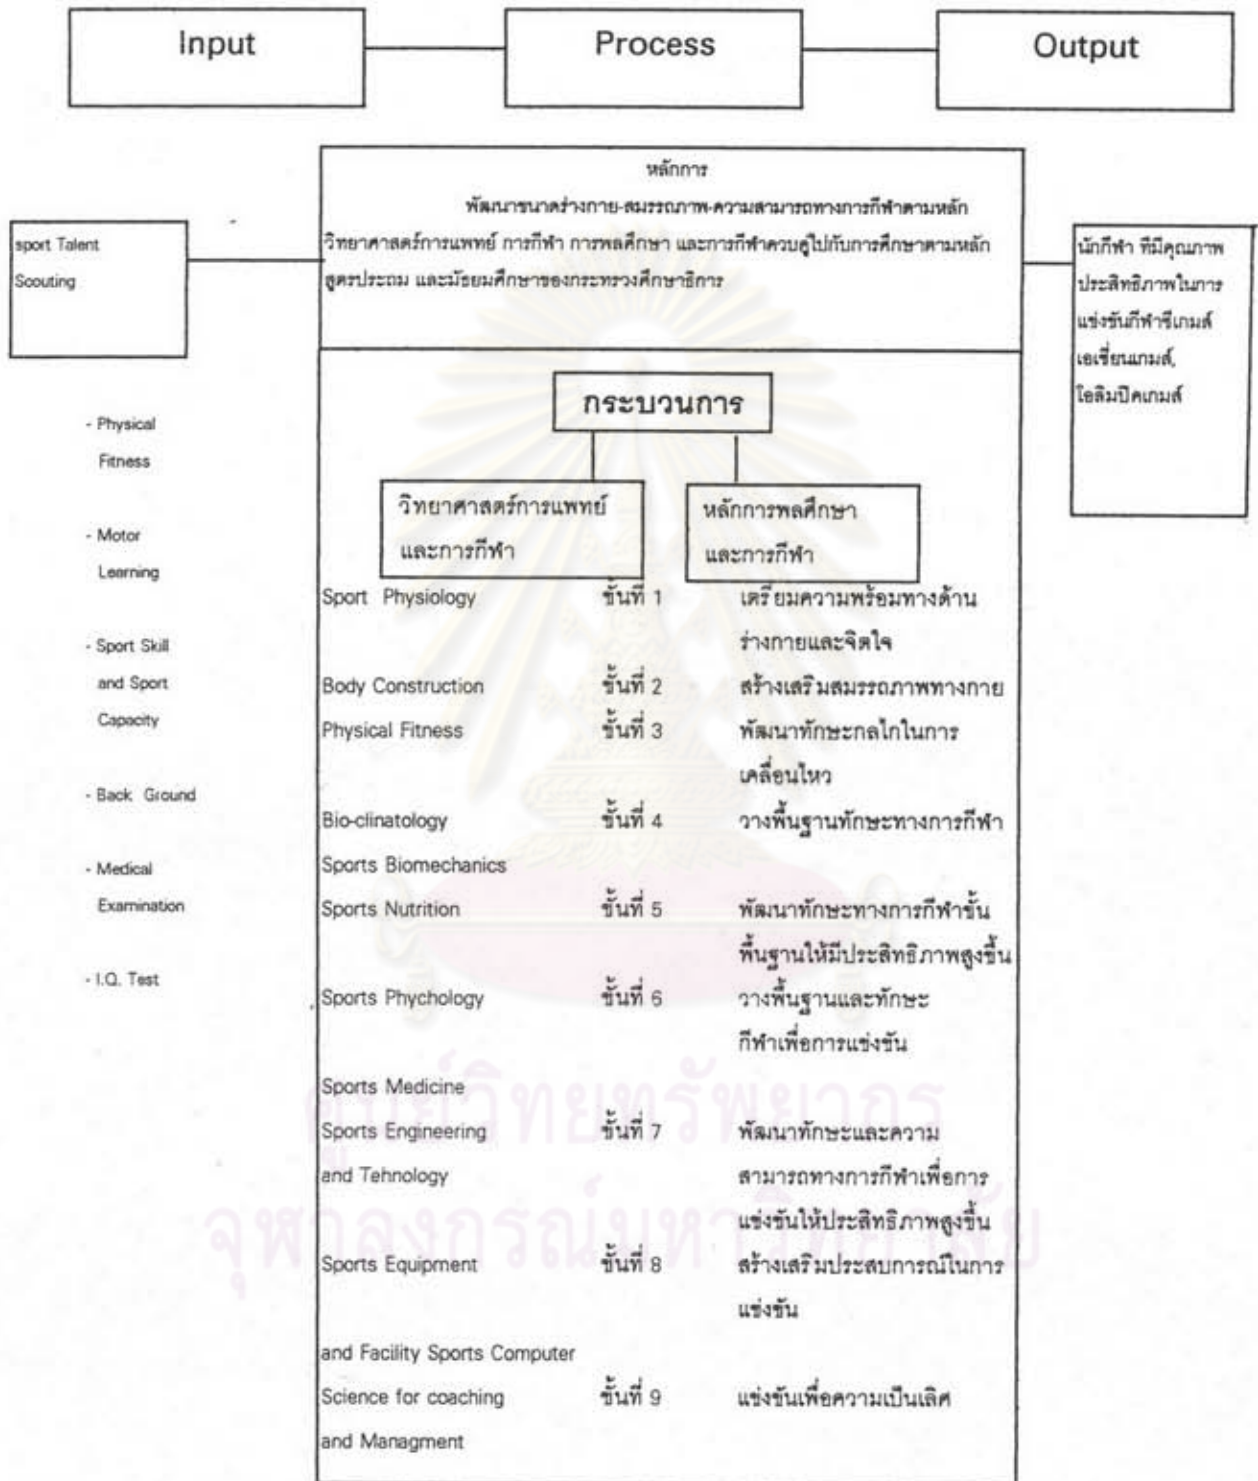 Input
Process
Output
หลักการ
พัฒนาขนาดร่างกาย-สมรรถภาพ-ความสามารถทางการกีฬาตามหลัก
วิทยาศาสตร์การแพทย์ การกีฬา การพลศึกษา และการกีฬาควบคู่ไปกับการศึกษาตามหลัก
สูตรประถม และมัธยมศึกษาของกระทรวงศึกษาธิการ
sport Talent
Scouting
- Physical
Fitness
- Motor
Learning
- Sport Skill
and Sport
Capacity
- Back Ground
- Medical
Examination
- I.Q. Test
กระบวนการ
วิทยาศาสตร์การแพทย์
และการกีฬา
หลักการพลศึกษา
และการกีฬา
Sport Physiology ขั้นที่ 1 เตรียมความพร้อมทางด้าน
ร่างกายและจิตใจ
Body Construction ขั้นที่ 2 สร้างเสริมสมรรถภาพทางกาย
Physical Fitness ขั้นที่ 3 พัฒนาทักษะกลไกในการ
เคลื่อนไหว
Bio-clinatology ขั้นที่ 4 วางพื้นฐานทักษะทางการกีฬา
Sports Biomechanics
Sports Nutrition ขั้นที่ 5 พัฒนาทักษะทางการกีฬาขั้น
พื้นฐานให้มีประสิทธิภาพสูงขึ้น
Sports Phychology ขั้นที่ 6 วางพื้นฐานและทักษะ
กีฬาเพื่อการแข่งขัน
Sports Medicine
Sports Engineering ขั้นที่ 7 พัฒนาทักษะและความ
and Tehnology สามารถทางการกีฬาเพื่อการ
แข่งขันให้ประสิทธิภาพสูงขึ้น
Sports Equipment ขั้นที่ 8 สร้างเสริมประสบการณ์ในการ
แข่งขัน
and Facility Sports Computer
Science for coaching ขั้นที่ 9 แข่งขันเพื่อความเป็นเลิศ
and Managment
นักกีฬา ที่มีคุณภาพ
ประสิทธิภาพในการ
แข่งขันกีฬาซีเกมส์
เอเชี่ยนเกมส์,
โอลิมปิคเกมส์
ศูนย์วิทยทรัพยากร
จุฬาลงกรณ์มหาวิทยาลัย